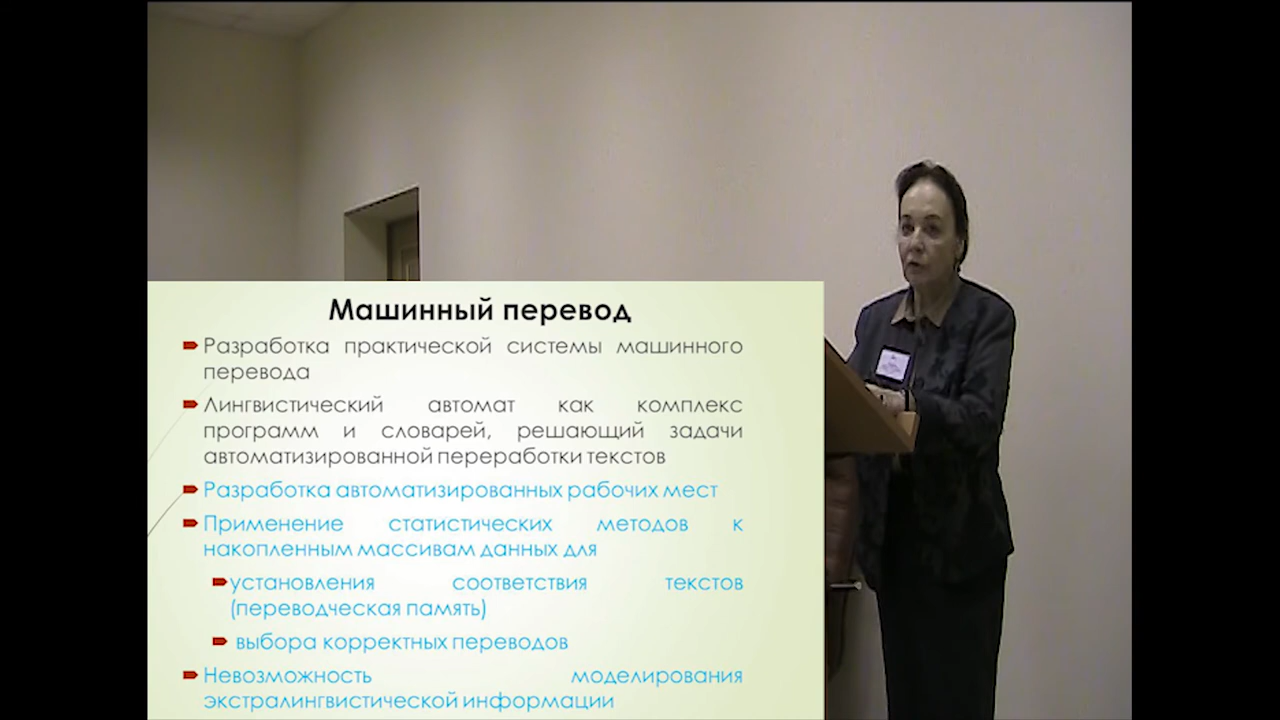 Машинный перевод
Разработка практической системы машинного
перевода
Лингвистический автомат как комплекс
программ и словарей, решающий задачи
автоматизированной переработки текстов
Разработка автоматизированных рабочих мест
Применение статистических методов к
накопленным массивам данных для
установления соответствия текстов
(переводческая память)
выбора корректных переводов
Невозможность моделирования
экстралингвистической информации